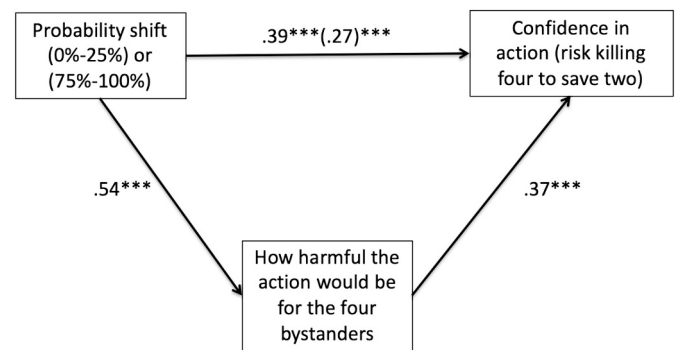 Probability shift
(0%-25%) or
(75%-100%)
.39***(.27)***
Confidence in
action (risk killing
four to save two)
.54***
.37***
How harmful the
action would be
for the four
bystanders